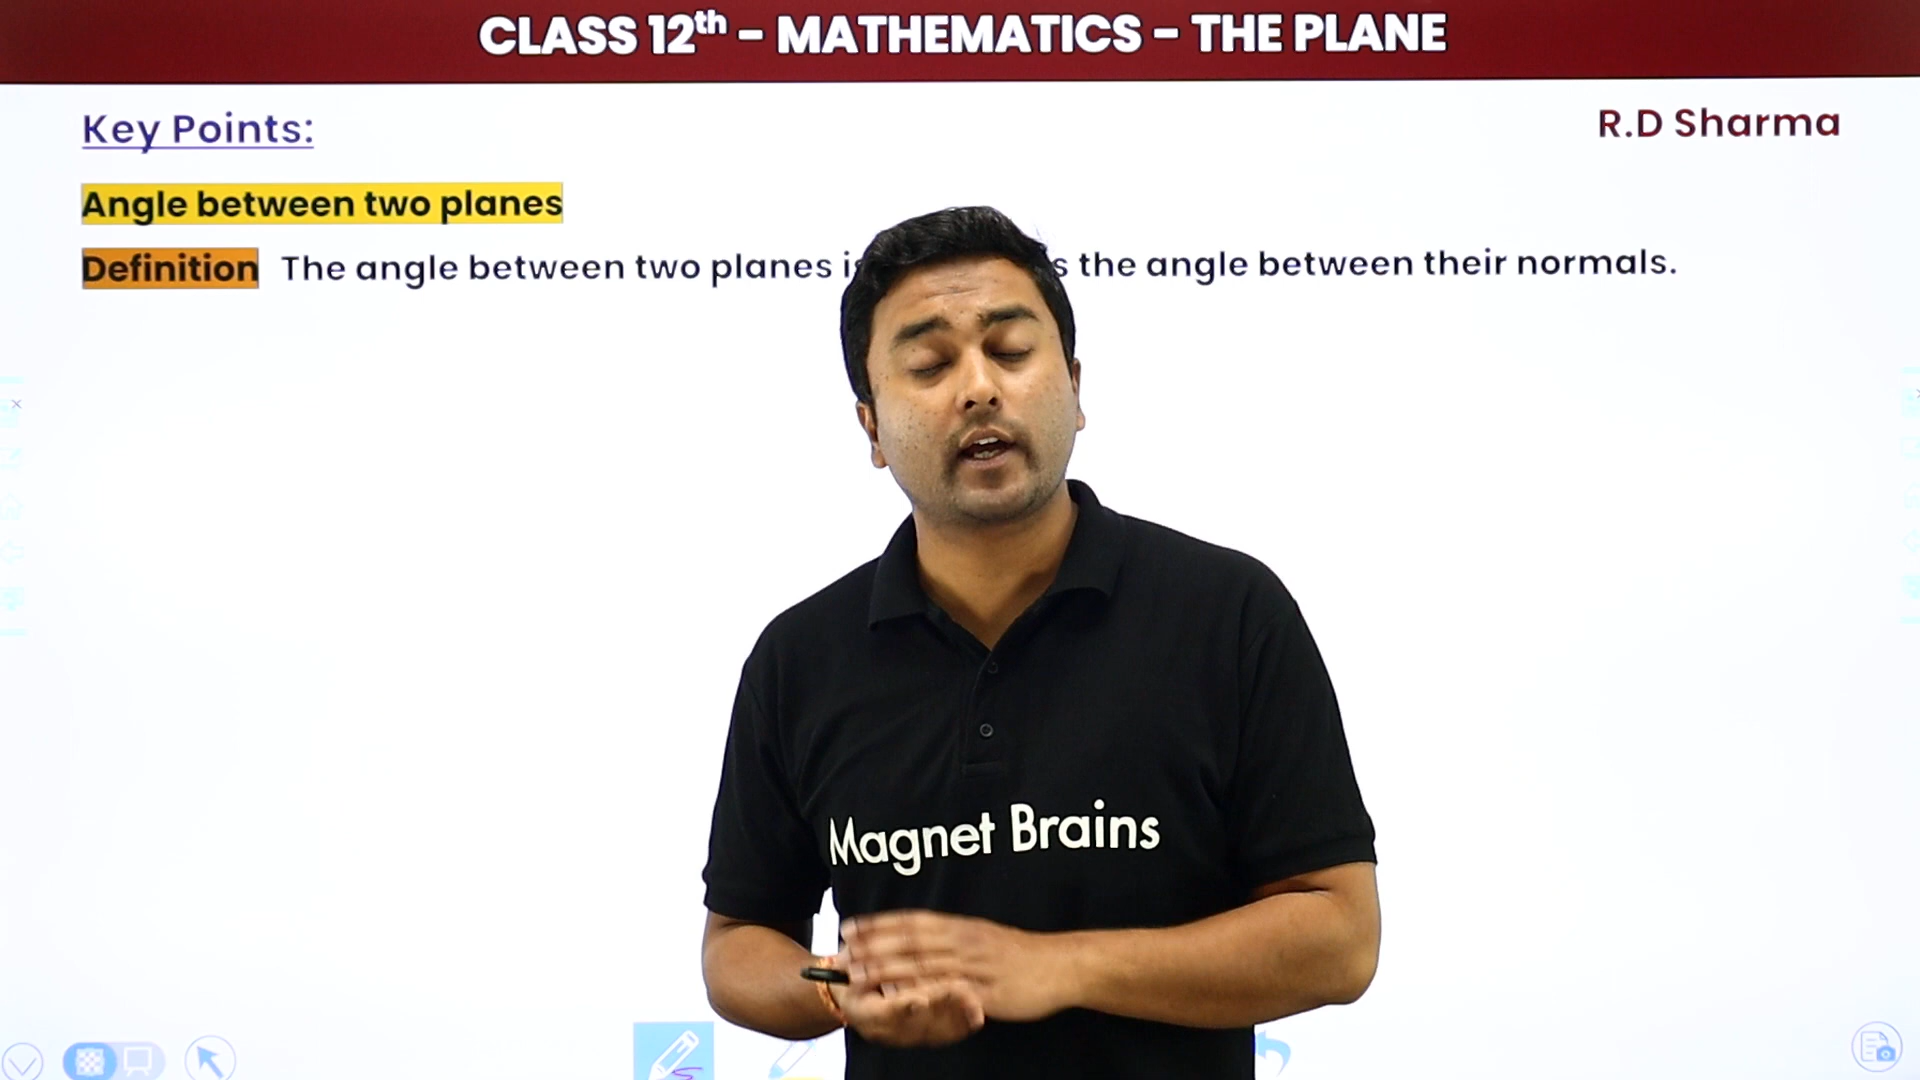 CLASS 12th - MATHEMATICS - THE PLANE
Key Points:
R.D Sharma
Angle between two planes
Definition The angle between two planes is the angle between their normals.
Magnet Brains